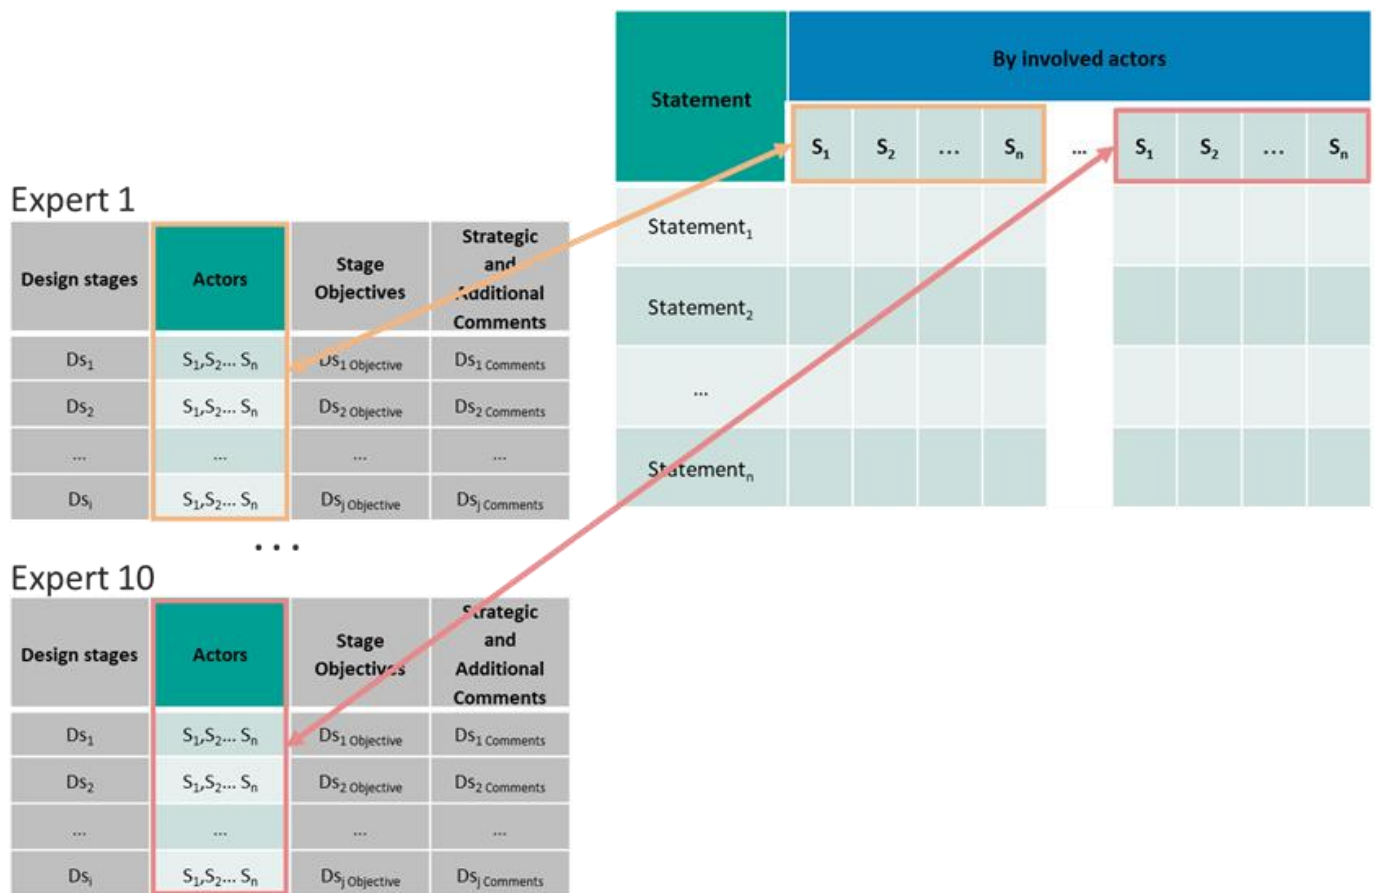 By involved actors
Statement
S₁ S₂ ... Sₙ ... S₁ S₂ ... Sₙ
Statement₁
Statement₂
...
Statementₙ
Expert 1
Design stages Actors Stage Objectives Strategic and Additional Comments
Ds₁ S₁,S₂... Sₙ Ds₁ Objective Ds₁ Comments
Ds₂ S₁,S₂... Sₙ Ds₂ Objective Ds₂ Comments
... ... ... ...
Dsᵢ S₁,S₂... Sₙ Dsⱼ Objective Dsⱼ Comments
...
Expert 10
Design stages Actors Stage Objectives Strategic and Additional Comments
Ds₁ S₁,S₂... Sₙ Ds₁ Objective Ds₁ Comments
Ds₂ S₁,S₂... Sₙ Ds₂ Objective Ds₂ Comments
... ... ... ...
Dsᵢ S₁,S₂... Sₙ Dsⱼ Objective Dsⱼ Comments